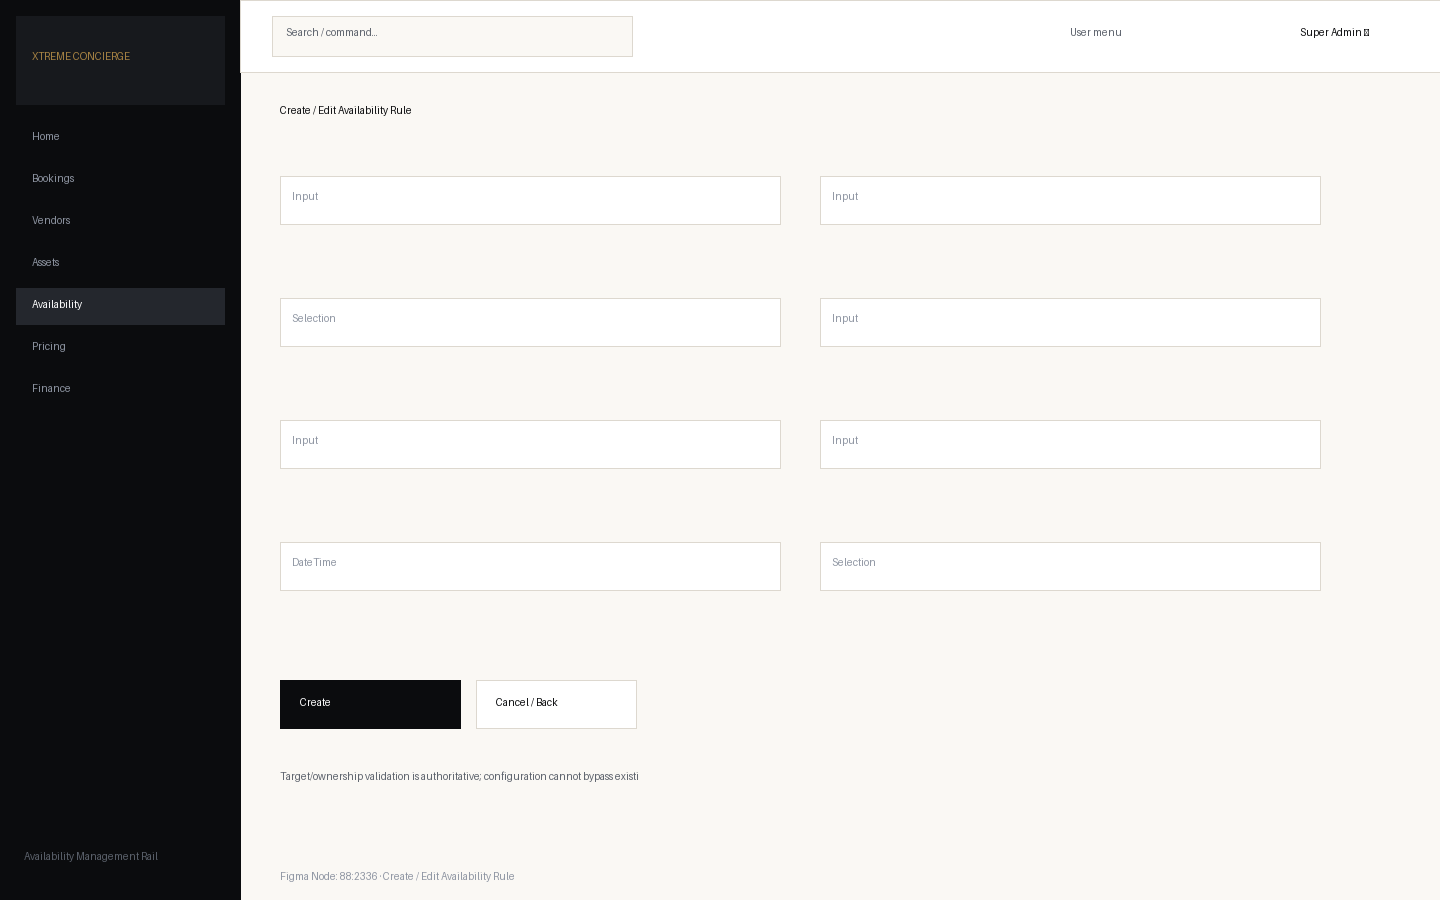 XTREME CONCIERGE
Home
Bookings
Vendors
Assets
Availability
Pricing
Finance
Availability Management Rail
Search / command...
User menu
Super Admin
Create / Edit Availability Rule
Input
Input
Selection
Input
Input
Input
DateTime
Selection
Create
Cancel / Back
Target/ownership validation is authoritative; configuration cannot bypass existi
Figma Node: 88:2336 · Create / Edit Availability Rule